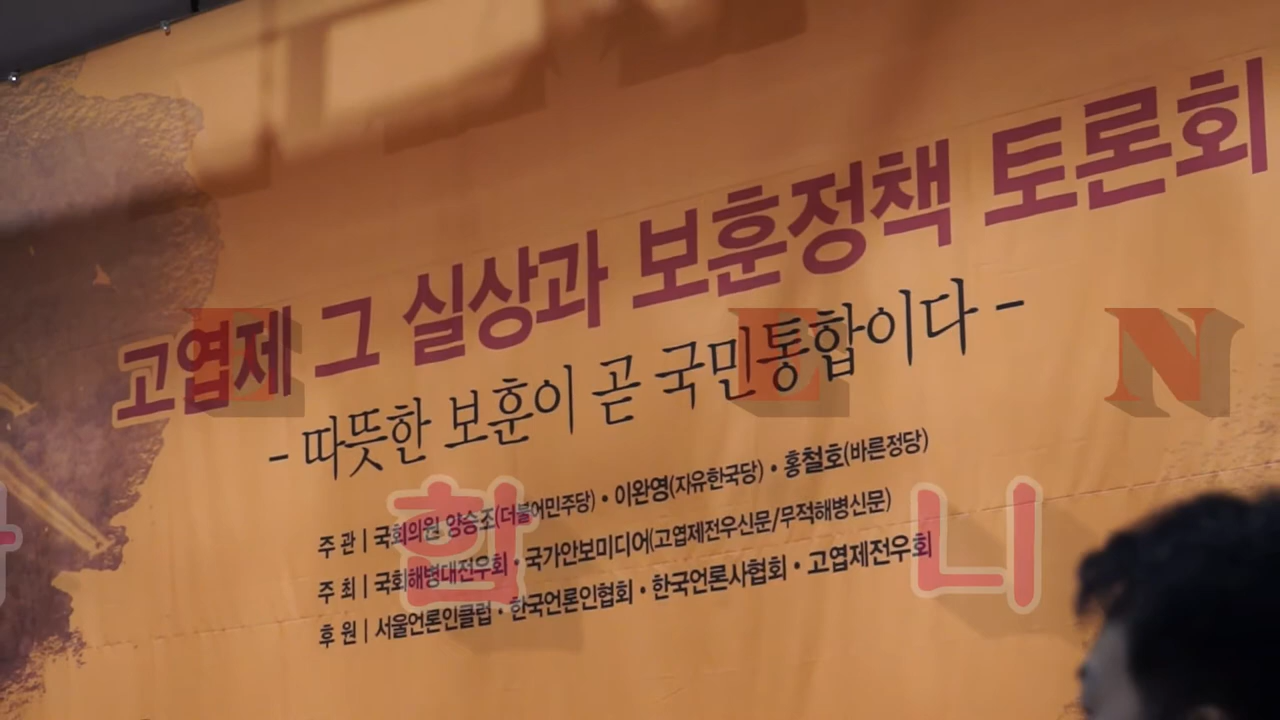 고엽제 그 실상과 보훈정책 토론회
- 따뜻한 보훈이 곧 국민통합이다 -
주 관 | 국회의원 양승조(더불어민주당) • 이완영(자유한국당) • 홍철호(바른정당)
주 최 | 국회해병대전우회 • 국가안보미디어(고엽제전우신문/무적해병신문)
후 원 | 서울언론인클럽 • 한국언론인협회 • 한국언론사협회 • 고엽제전우회
E E N
합 니